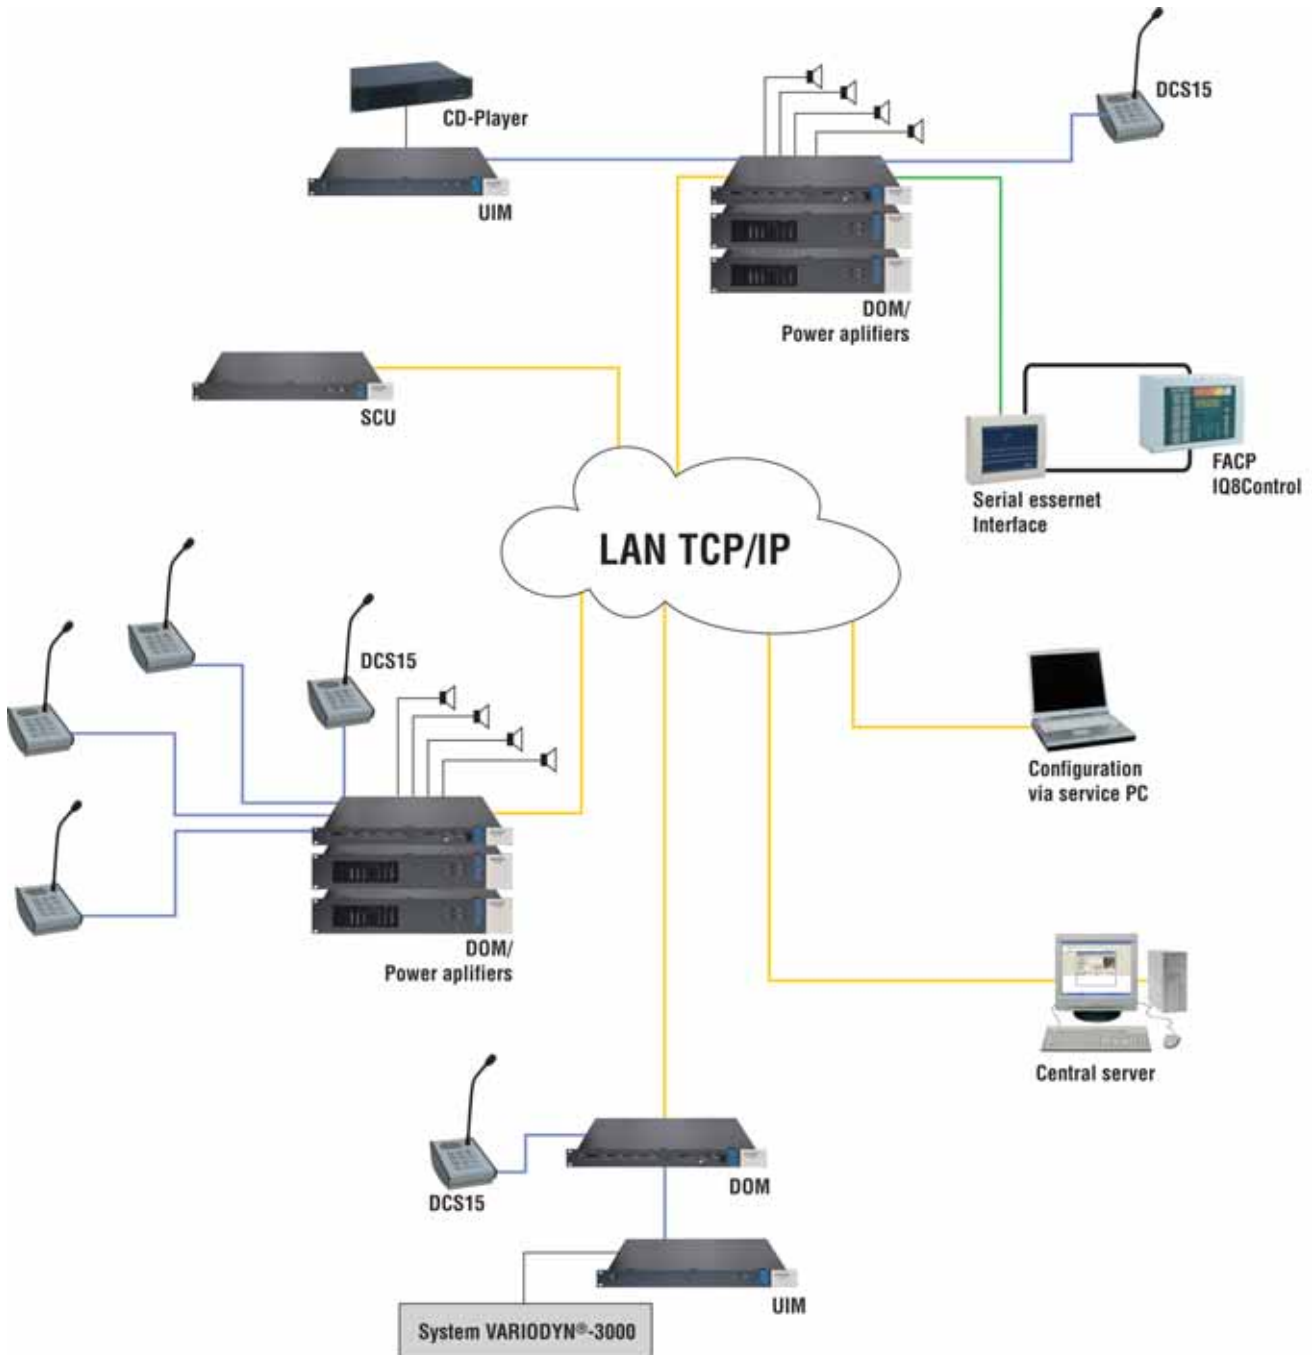 CD-Player
DCS15
UIM
DOM/
Power aplifiers
SCU
FACP
IQ8Control
Serial essernet
Interface
LAN TCP/IP
DCS15
Configuration
via service PC
DOM/
Power aplifiers
Central server
DCS15
DOM
UIM
System VARIODYN®-3000